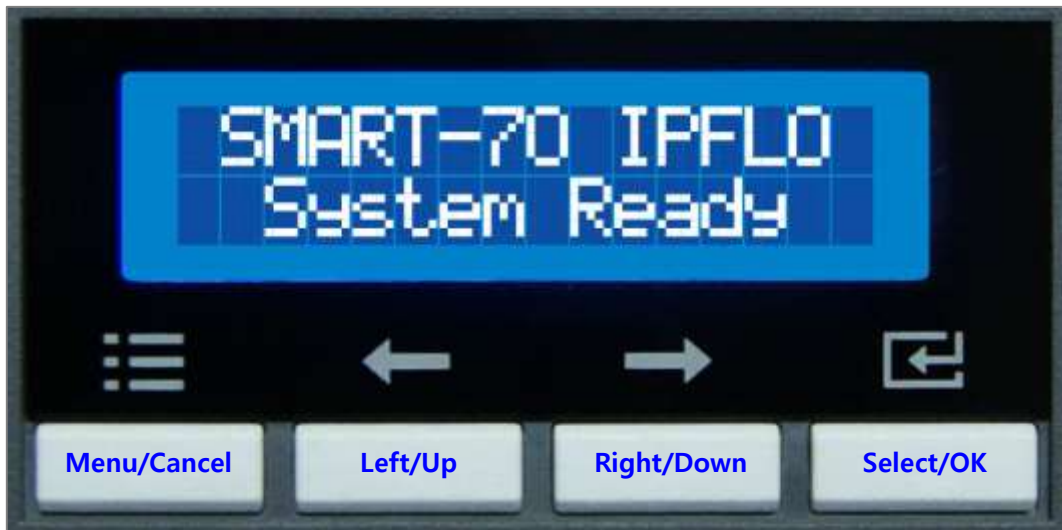 SMART-70 IPFLO
System Ready
Menu/Cancel
Left/Up
Right/Down
Select/OK